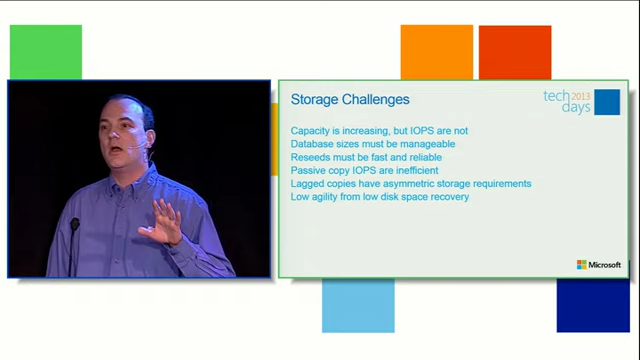 Storage Challenges
tech 2013
days
Capacity is increasing, but IOPS are not
Database sizes must be manageable
Reseeds must be fast and reliable
Passive copy IOPS are inefficient
Lagged copies have asymmetric storage requirements
Low agility from low disk space recovery
Microsoft